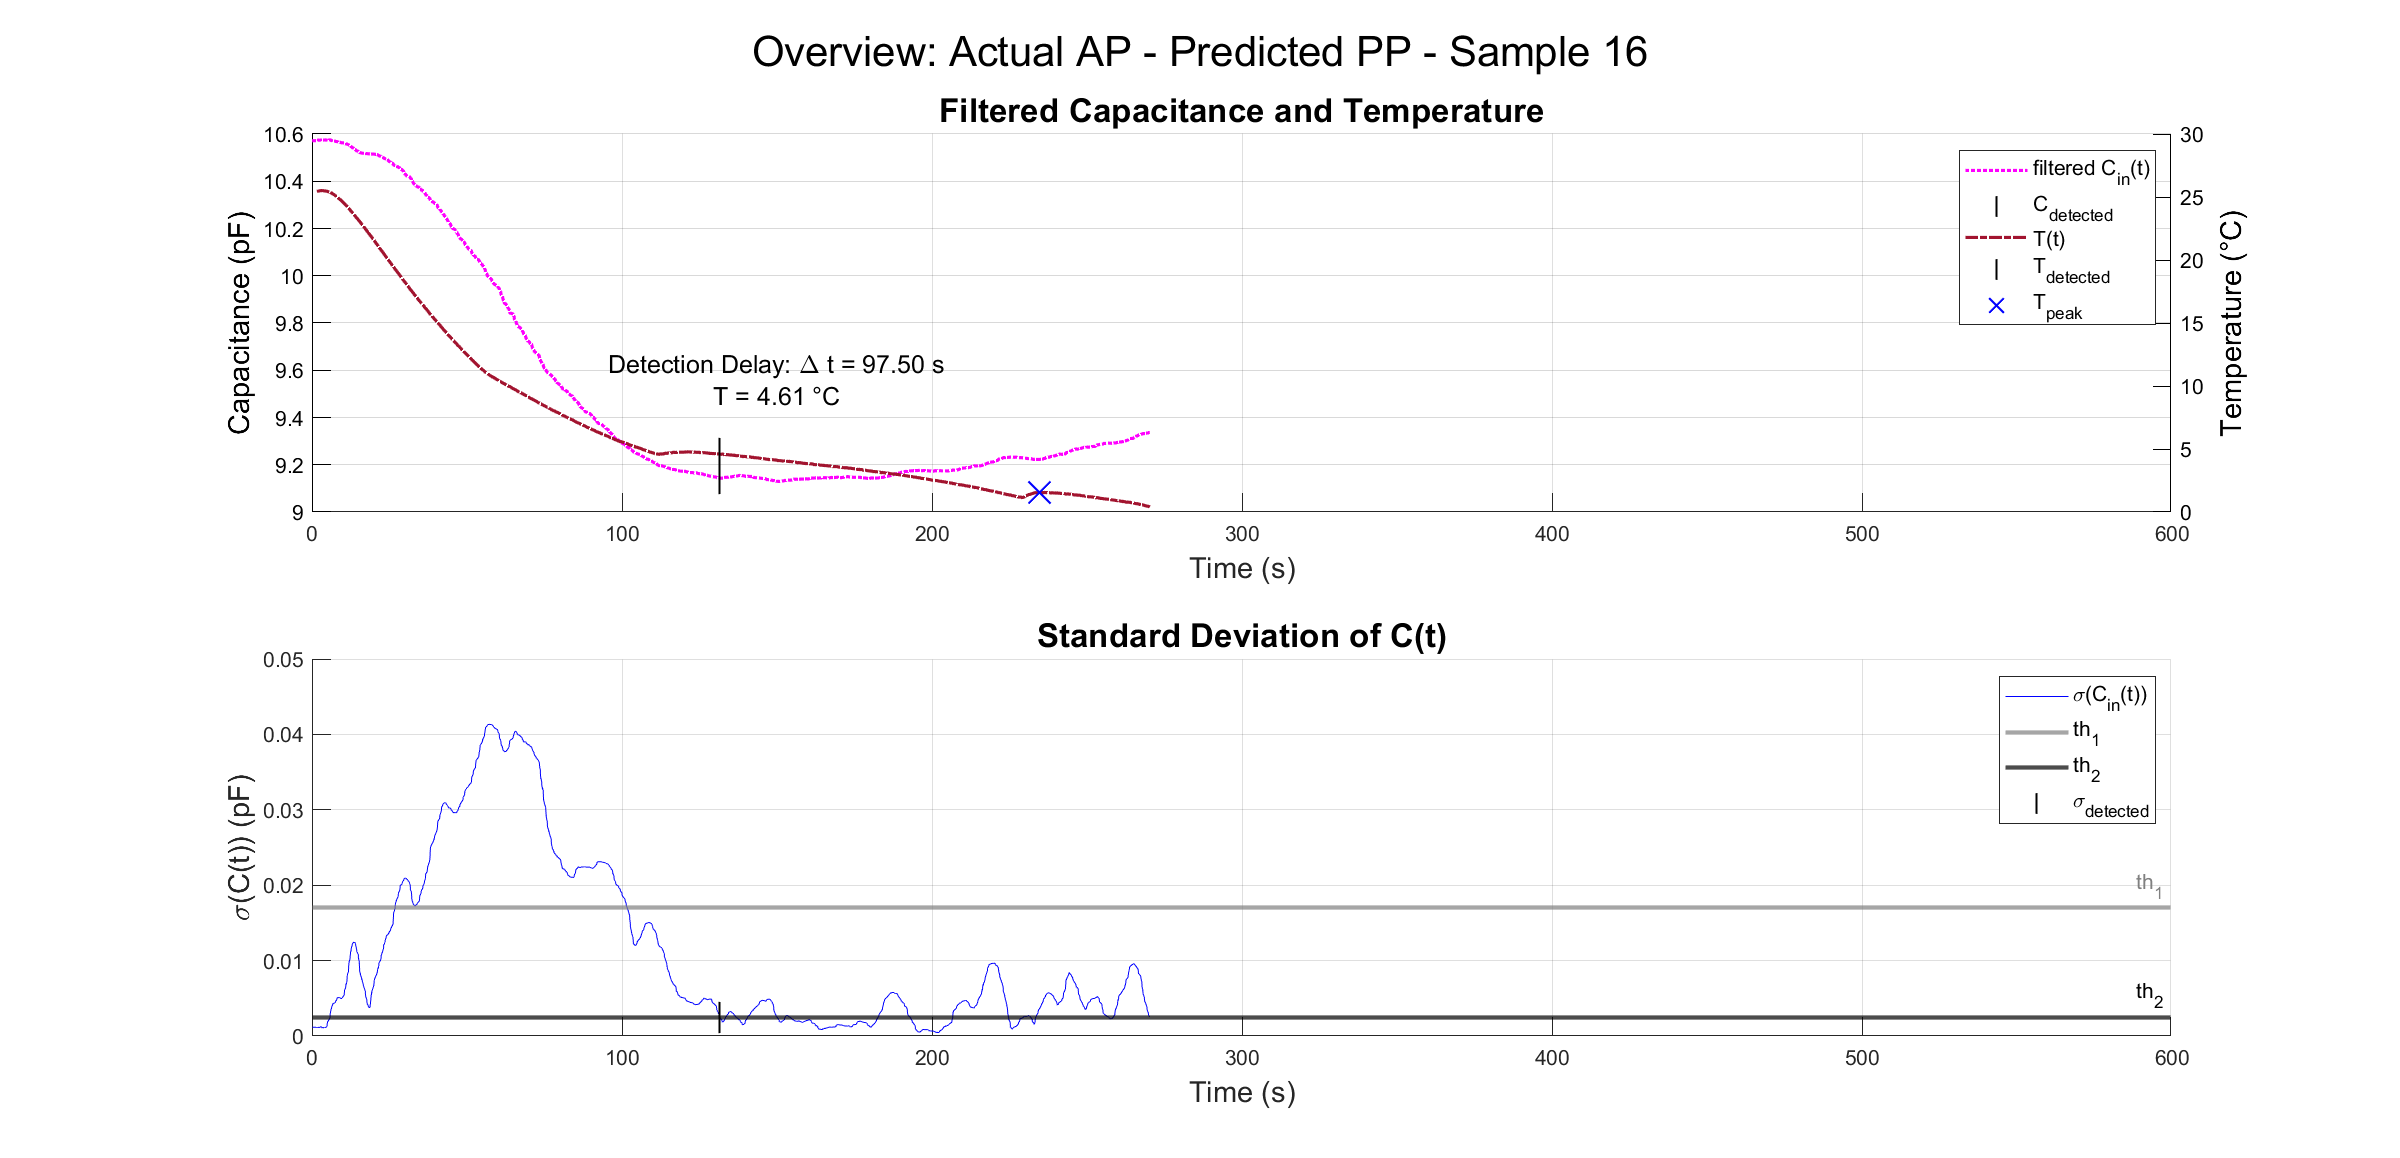 Overview: Actual AP - Predicted PP - Sample 16
Filtered Capacitance and Temperature
Capacitance (pF)
10.6
10.4
10.2
10
9.8
9.6
9.4
9.2
9
30
25
20
15
10
5
0
Temperature (°C)
filtered C_in(t)
C_detected
T(t)
T_detected
T_peak
Detection Delay: Δ t = 97.50 s
T = 4.61 °C
0 100 200 300 400 500 600
Time (s)
Standard Deviation of C(t)
σ(C(t)) (pF)
0.05
0.04
0.03
0.02
0.01
0
σ(C_in(t))
th_1
th_2
σ_detected
th_1
th_2
0 100 200 300 400 500 600
Time (s)